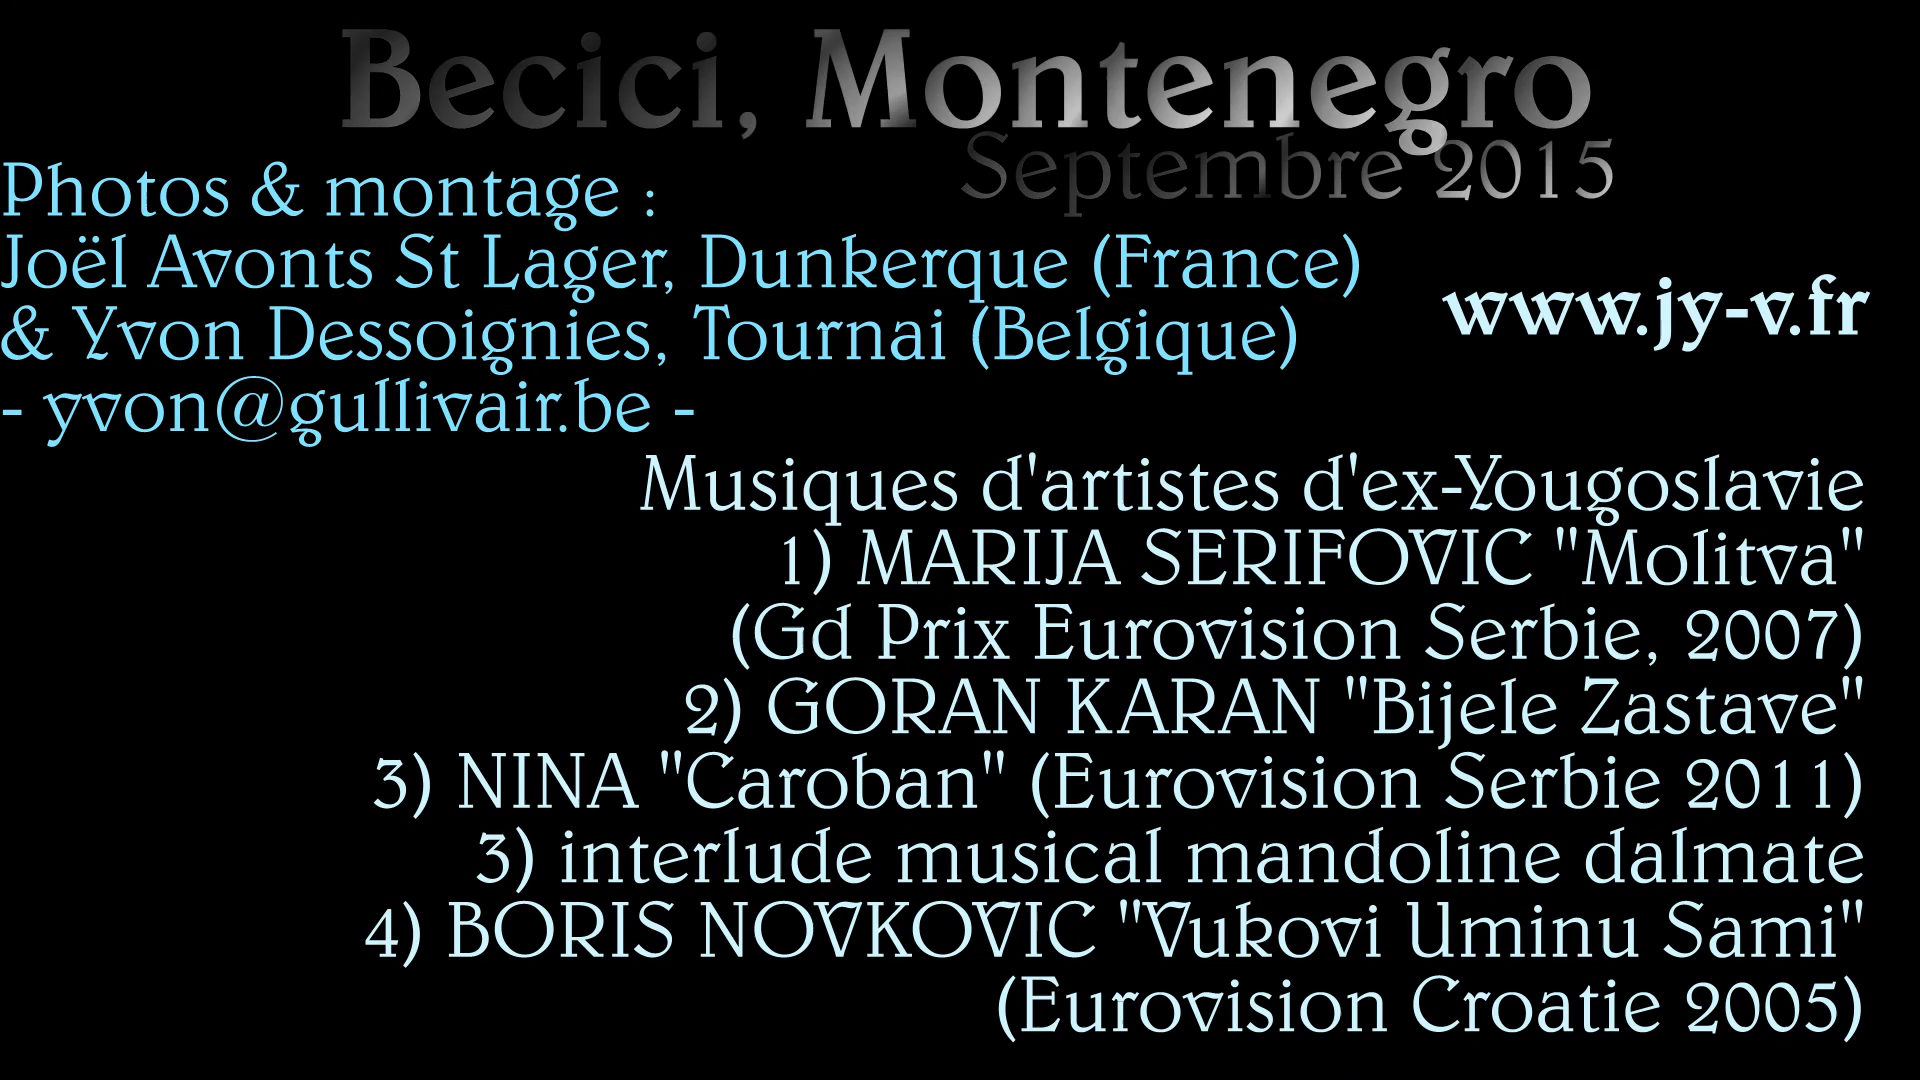 Becici, Montenegro
Septembre 2015
Photos & montage :
Joël Avonts St Lager, Dunkerque (France)
& Yvon Dessoignies, Tournai (Belgique)
- yvon@gullivair.be -
www.jy-v.fr
Musiques d'artistes d'ex-Yougoslavie
1) MARIJA SERIFOVIC "Molitva"
(Gd Prix Eurovision Serbie, 2007)
2) GORAN KARAN "Bijele Zastave"
3) NINA "Caroban" (Eurovision Serbie 2011)
3) interlude musical mandoline dalmate
4) BORIS NOVKOVIC "Vukovi Uminu Sami"
(Eurovision Croatie 2005)